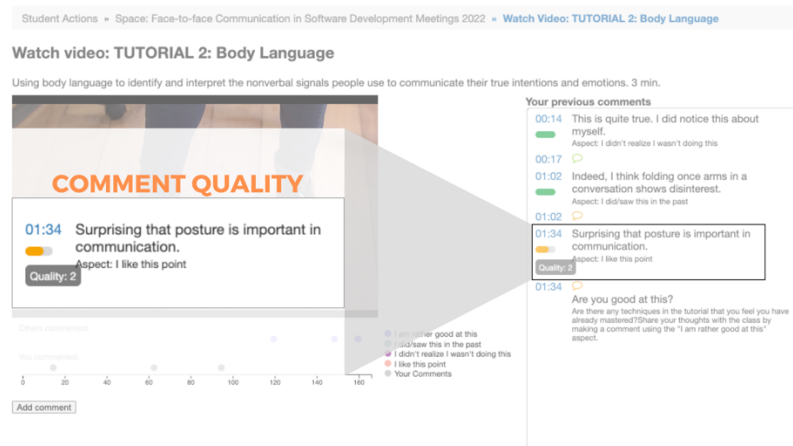 Student Actions » Space: Face-to-face Communication in Software Development Meetings 2022 » Watch Video: TUTORIAL 2: Body Language
Watch video: TUTORIAL 2: Body Language
Using body language to identify and interpret the nonverbal signals people use to communicate their true intentions and emotions. 3 min.
COMMENT QUALITY
01:34 Surprising that posture is important in
communication.
Aspect: I like this point
Quality: 2
Others commented:
You commented:
I am rather good at this
I did/saw this in the past
I didn't realize I wasn't doing this
I like this point
Your Comments
0 20 40 60 80 100 120 140 160
Add comment
Your previous comments
00:14 This is quite true. I did notice this about
myself.
Aspect: I didn't realize I wasn't doing this
00:17
01:02 Indeed, I think folding once arms in a
conversation shows disinterest.
Aspect: I did/saw this in the past
01:02
01:34 Surprising that posture is important in
communication.
Aspect: I like this point
Quality: 2
01:34
Are you good at this?
Are there any techniques in the tutorial that you feel you have
already mastered?Share your thoughts with the class by
making a comment using the "I am rather good at this"
aspect.